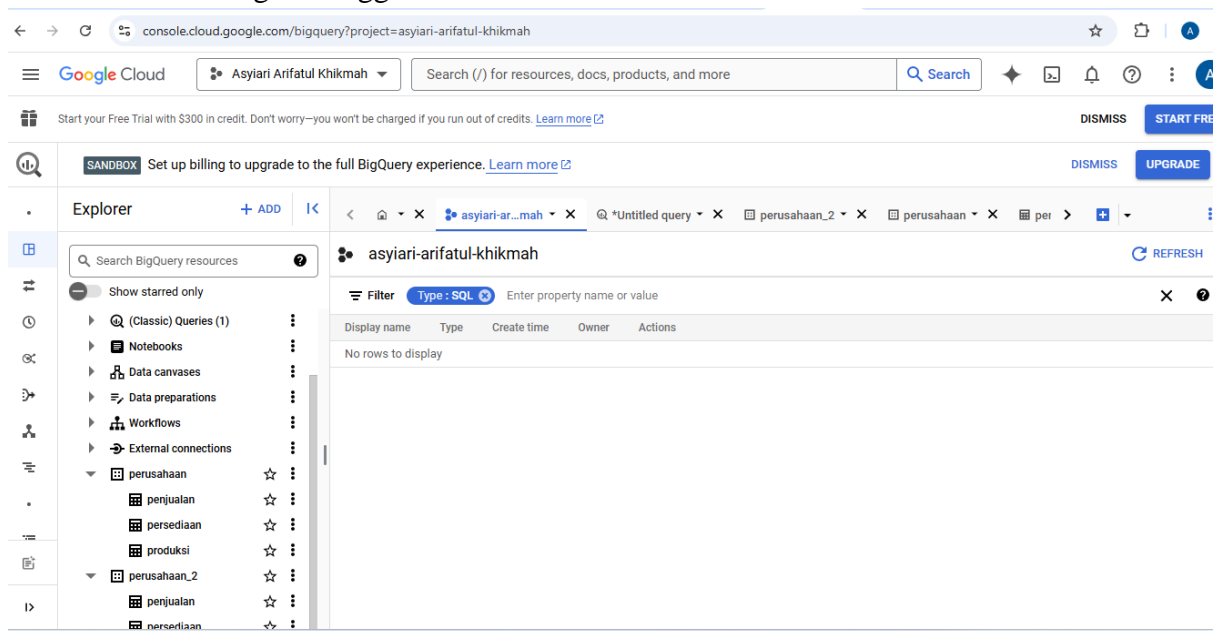 console.cloud.google.com/bigquery?project=asyiari-arifatul-khikmah
A
Google Cloud
Asyiari Arifatul Khikmah
Search (/) for resources, docs, products, and more
Search
A
Start your Free Trial with $300 in credit. Don't worry—you won't be charged if you run out of credits. Learn more
DISMISS
START FRE
SANDBOX Set up billing to upgrade to the full BigQuery experience. Learn more
DISMISS
UPGRADE
Explorer
+ ADD
asyiari-ar...mah
*Untitled query
perusahaan_2
perusahaan
per
Search BigQuery resources
Show starred only
(Classic) Queries (1)
Notebooks
Data canvases
Data preparations
Workflows
External connections
perusahaan
penjualan
persediaan
produksi
perusahaan_2
penjualan
persediaan
asyiari-arifatul-khikmah
REFRESH
Filter
Type : SQL
Enter property name or value
Display name Type Create time Owner Actions
No rows to display